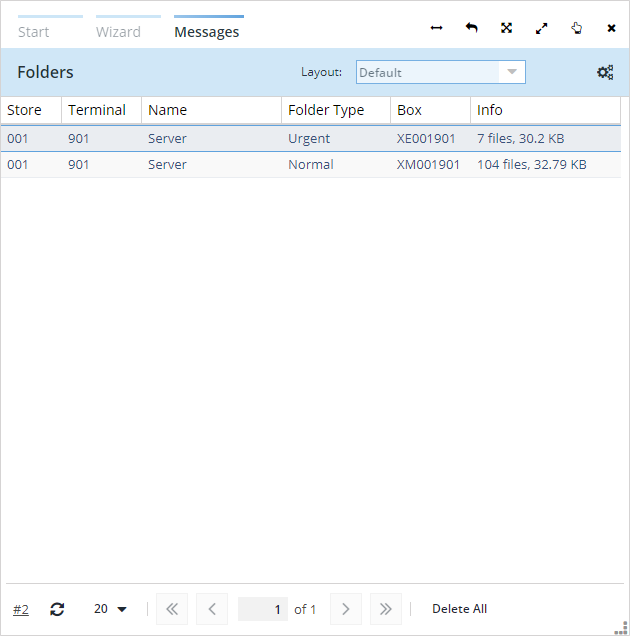 Start Wizard Messages
Folders Layout: Default
Store Terminal Name Folder Type Box Info
001 901 Server Urgent XE001901 7 files, 30.2 KB
001 901 Server Normal XM001901 104 files, 32.79 KB
#2 20 1 of 1 Delete All